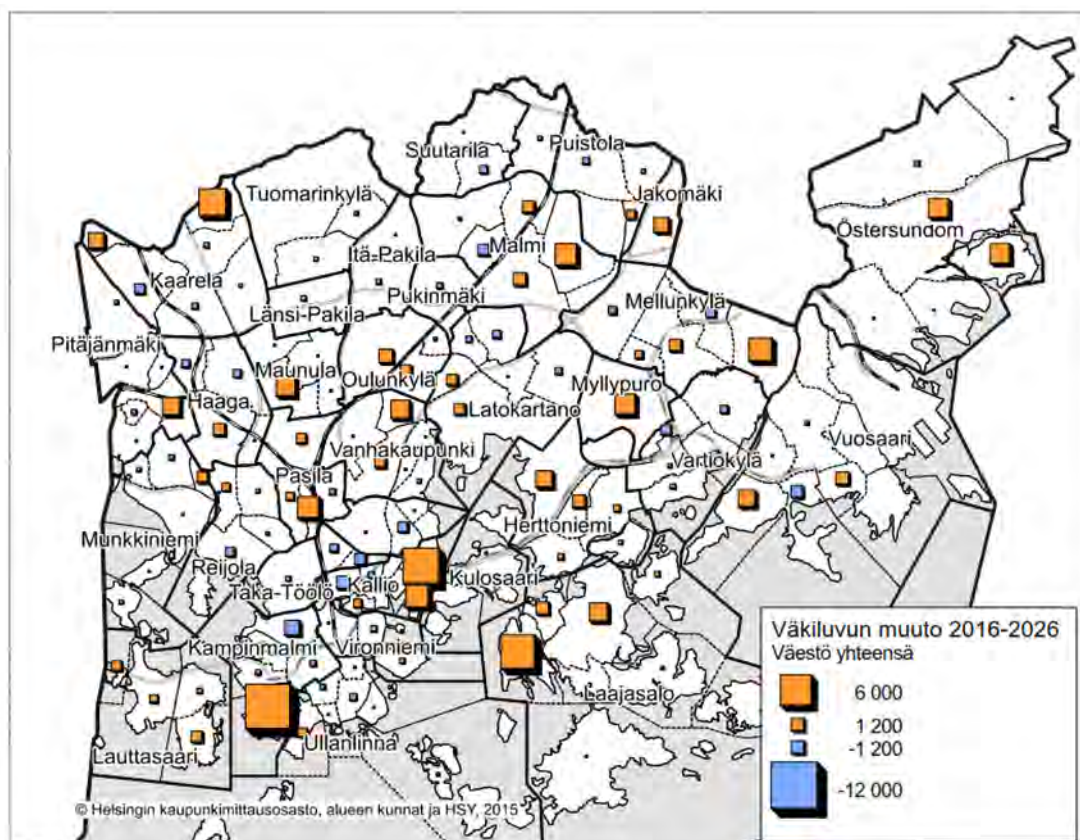 Suutarila
Puistola
Tuomarinkylä
Jakomäki
Malmi
Östersundom
Itä-Pakila
Kaarela
Pukinmäki
Mellunkylä
Länsi-Pakila
Pitäjänmäki
Maunula
Oulunkylä
Myllypuro
Haaga
Latokartano
Vuosaari
Vanhakaupunki
Vartiokylä
Pasila
Herttoniemi
Munkkiniemi
Reijola
Kallio
Kulosaari
Taka-Töölö
Kampinmalmi
Vironniemi
Laajasalo
Ullanlinna
Lauttasaari
Väkiluvun muuto 2016-2026
Väestö yhteensä
6 000
1 200
-1 200
-12 000
© Helsingin kaupunkimittausosasto, alueen kunnat ja HSY, 2015